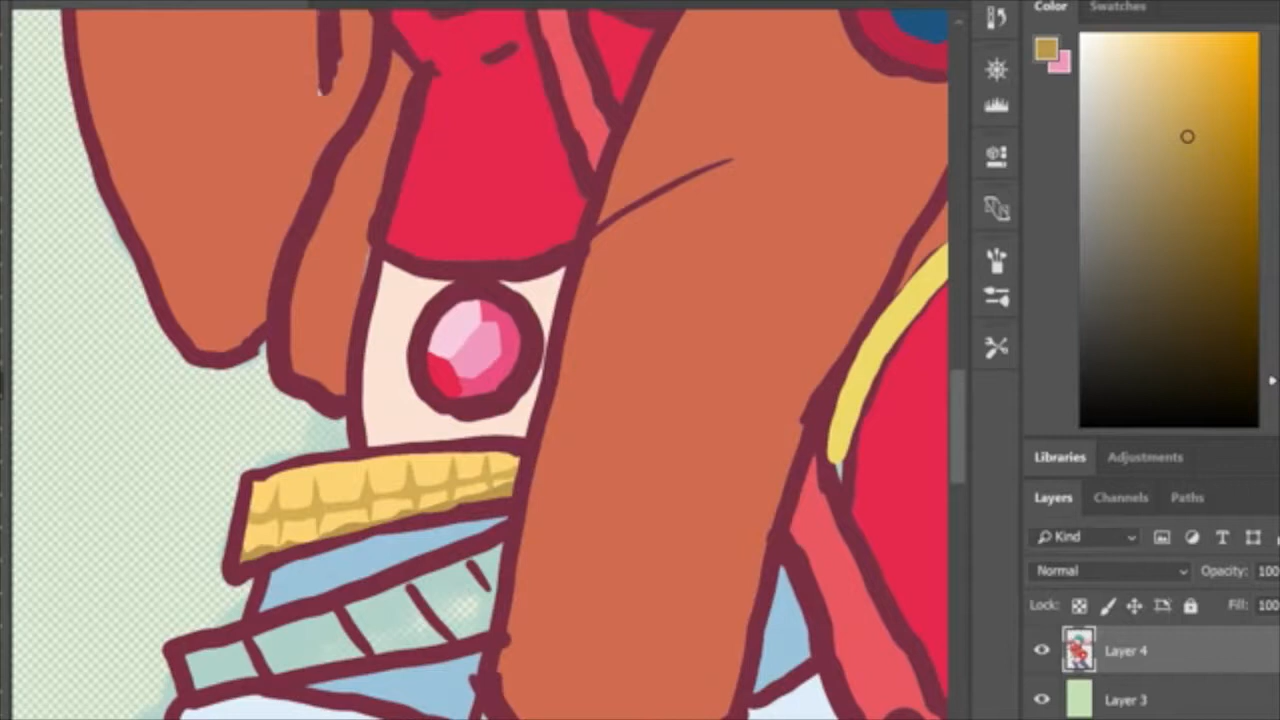 Color Swatches
Libraries Adjustments
Layers Channels Paths
Kind
Normal Opacity: 100
Lock: Fill: 100
Layer 4
Layer 3